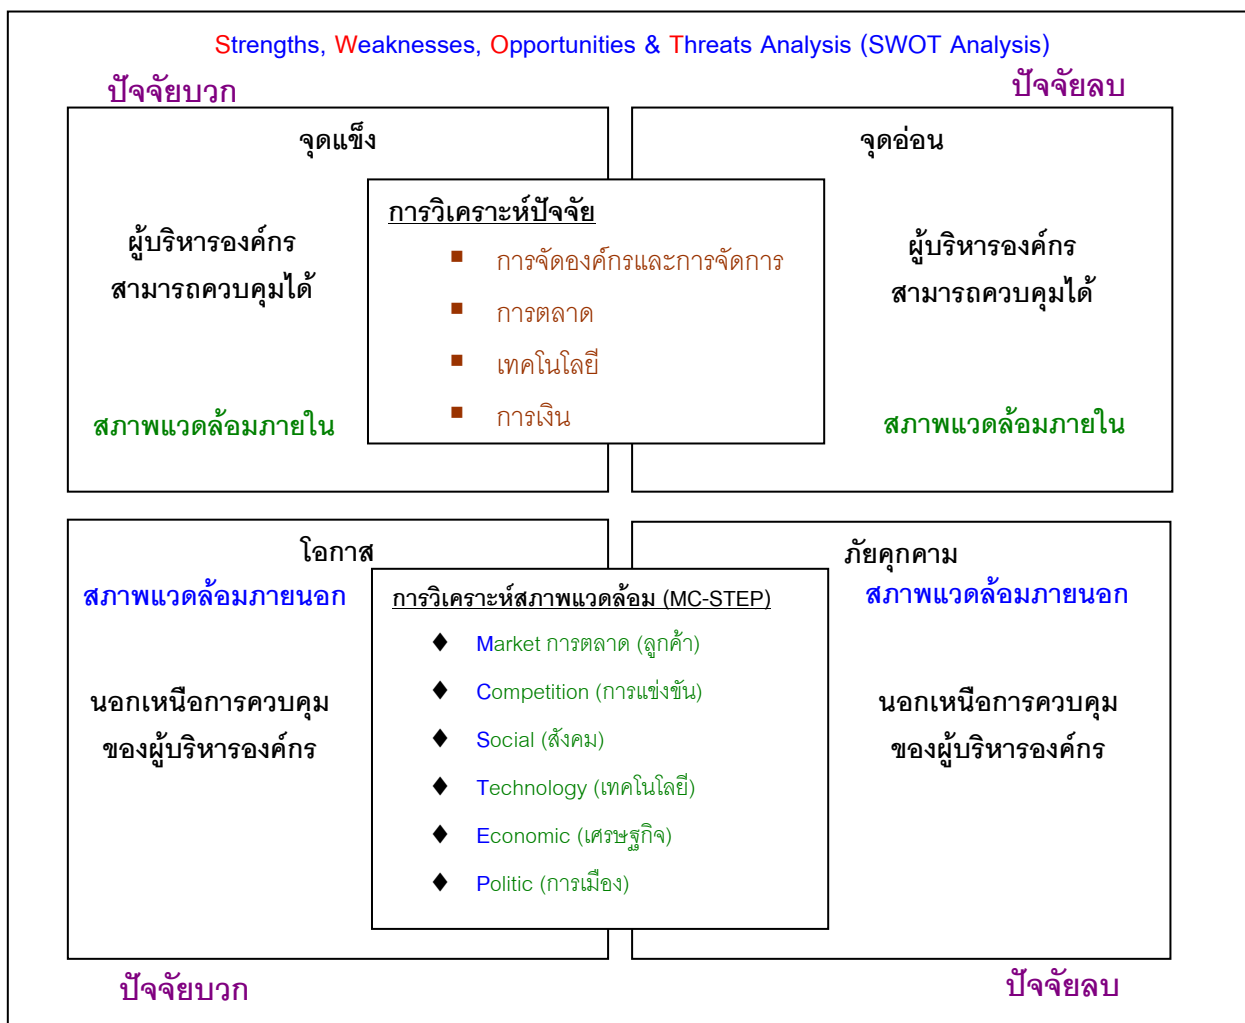 Strengths, Weaknesses, Opportunities & Threats Analysis (SWOT Analysis)
ปัจจัยบวก
ปัจจัยลบ
จุดแข็ง
ผู้บริหารองค์กร
สามารถควบคุมได้
สภาพแวดล้อมภายใน
การวิเคราะห์ปัจจัย
การจัดองค์กรและการจัดการ
การตลาด
เทคโนโลยี
การเงิน
จุดอ่อน
ผู้บริหารองค์กร
สามารถควบคุมได้
สภาพแวดล้อมภายใน
โอกาส
สภาพแวดล้อมภายนอก
นอกเหนือการควบคุม
ของผู้บริหารองค์กร
การวิเคราะห์สภาพแวดล้อม (MC-STEP)
Market การตลาด (ลูกค้า)
Competition (การแข่งขัน)
Social (สังคม)
Technology (เทคโนโลยี)
Economic (เศรษฐกิจ)
Politic (การเมือง)
ภัยคุกคาม
สภาพแวดล้อมภายนอก
นอกเหนือการควบคุม
ของผู้บริหารองค์กร
ปัจจัยบวก
ปัจจัยลบ